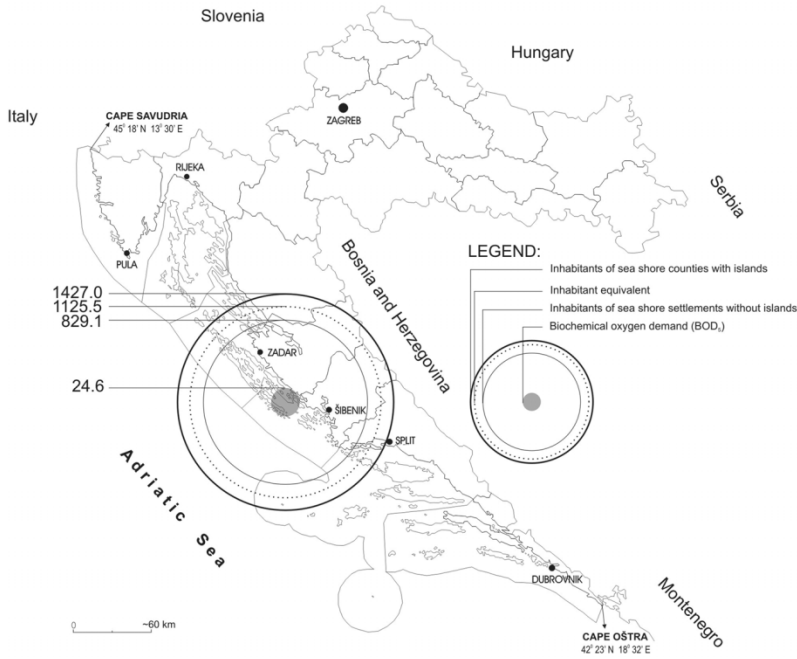 Slovenia
Hungary
Italy
CAPE SAVUDRIA
45° 18' N 13° 30' E
ZAGREB
RIJEKA
Serbia
PULA
Bosnia and Herzegovina
LEGEND:
Inhabitants of sea shore counties with islands
Inhabitant equivalent
Inhabitants of sea shore settlements without islands
Biochemical oxygen demand (BOD₅)
1427.0
1125.5
829.1
ZADAR
24.6
ŠIBENIK
SPLIT
Adriatic Sea
DUBROVNIK
Montenegro
0 ~60 km
CAPE OŠTRA
42° 23' N 18° 32' E